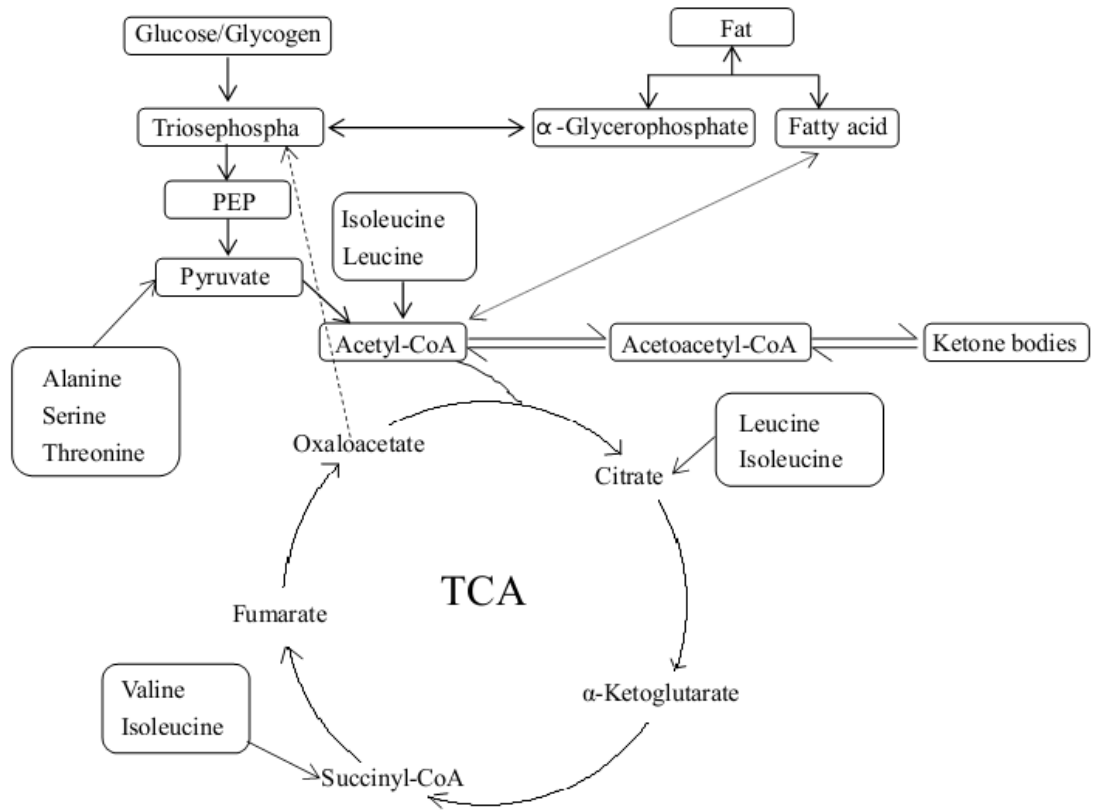 Glucose/Glycogen
Fat
Triosephospha
α-Glycerophosphate
Fatty acid
PEP
Isoleucine
Leucine
Pyruvate
Acetyl-CoA
Acetoacetyl-CoA
Ketone bodies
Alanine
Serine
Threonine
Oxaloacetate
Leucine
Isoleucine
Citrate
TCA
Fumarate
α-Ketoglutarate
Valine
Isoleucine
Succinyl-CoA